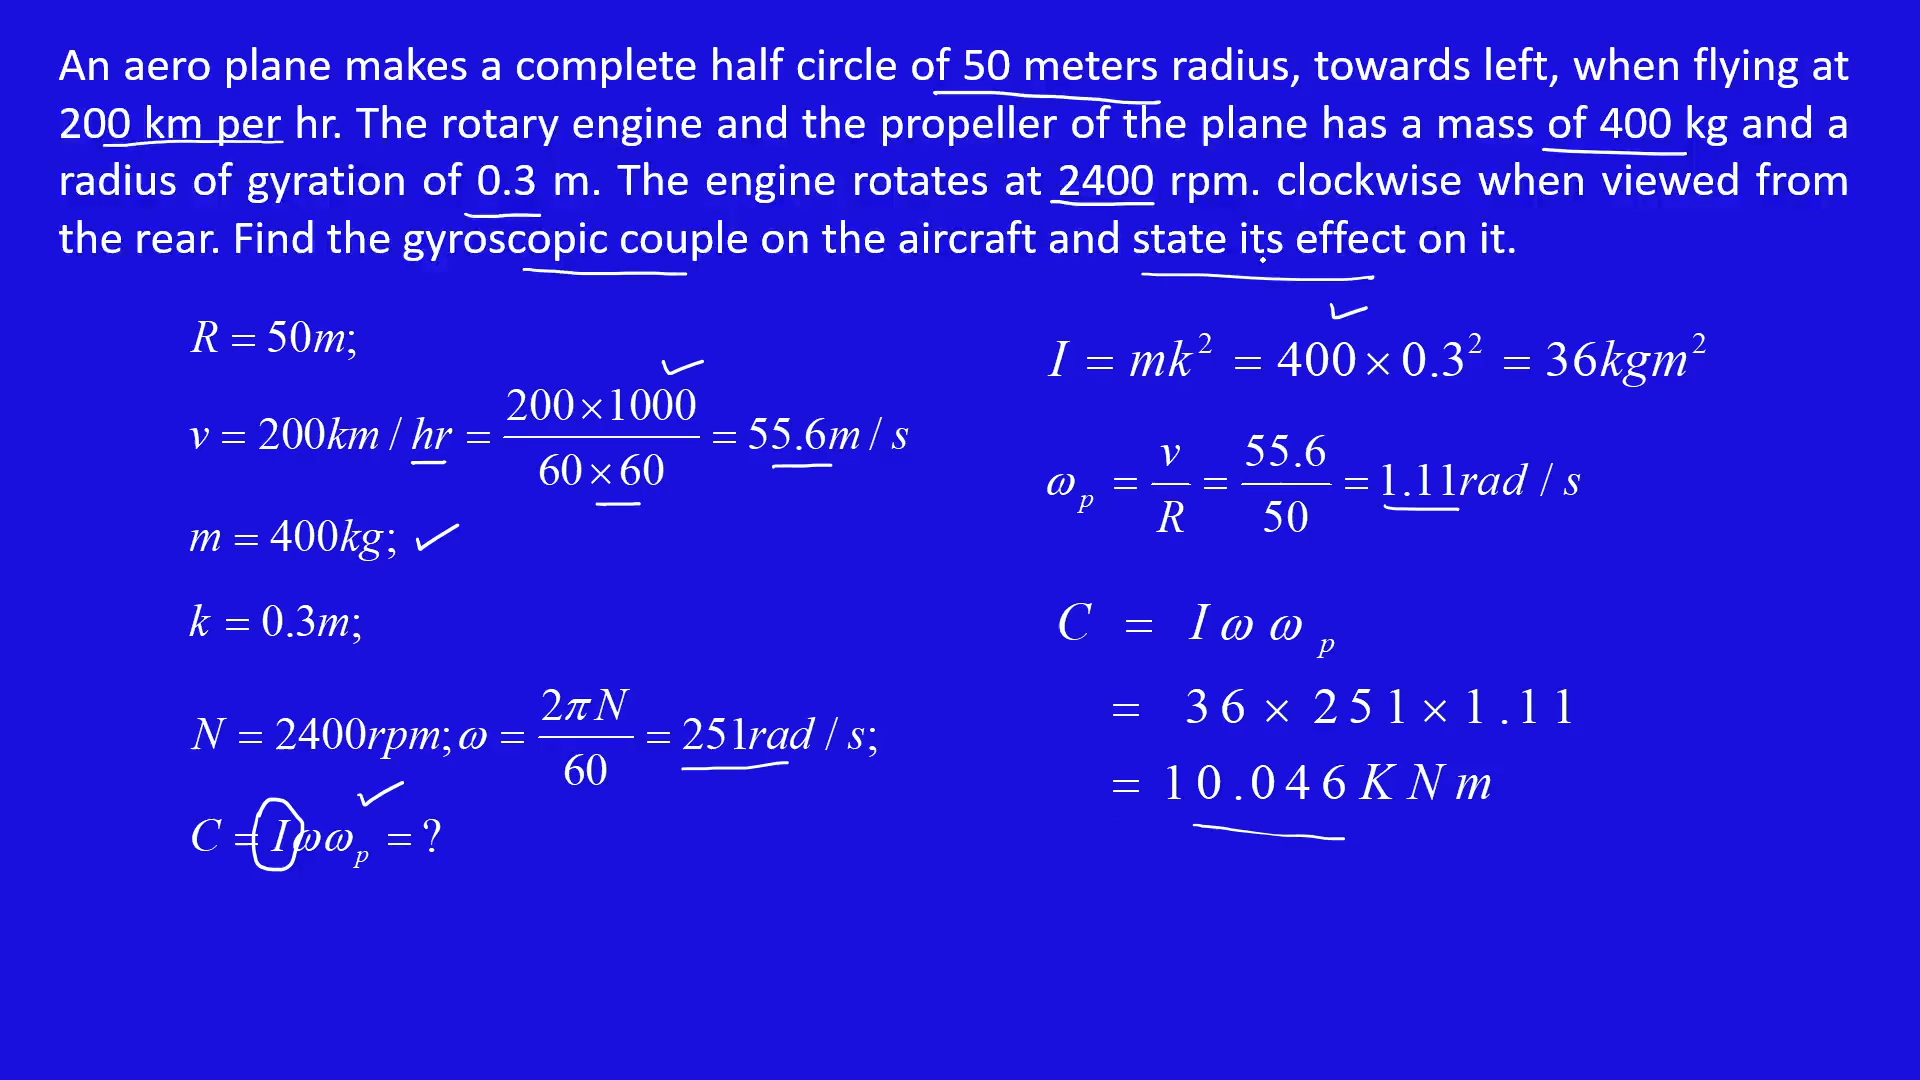 An aero plane makes a complete half circle of 50 meters radius, towards left, when flying at
200 km per hr. The rotary engine and the propeller of the plane has a mass of 400 kg and a
radius of gyration of 0.3 m. The engine rotates at 2400 rpm. clockwise when viewed from
the rear. Find the gyroscopic couple on the aircraft and state its effect on it.
R = 50m;
v = 200km / hr = 200×1000 / 60×60 = 55.6m / s
m = 400kg;
k = 0.3m;
N = 2400rpm; ω = 2πN / 60 = 251rad / s;
C = Iωω_p = ?
I = mk² = 400 × 0.3² = 36kgm²
ω_p = v / R = 55.6 / 50 = 1.11rad / s
C = I ω ω_p
= 36 × 251 × 1.11
= 10.046 K N m